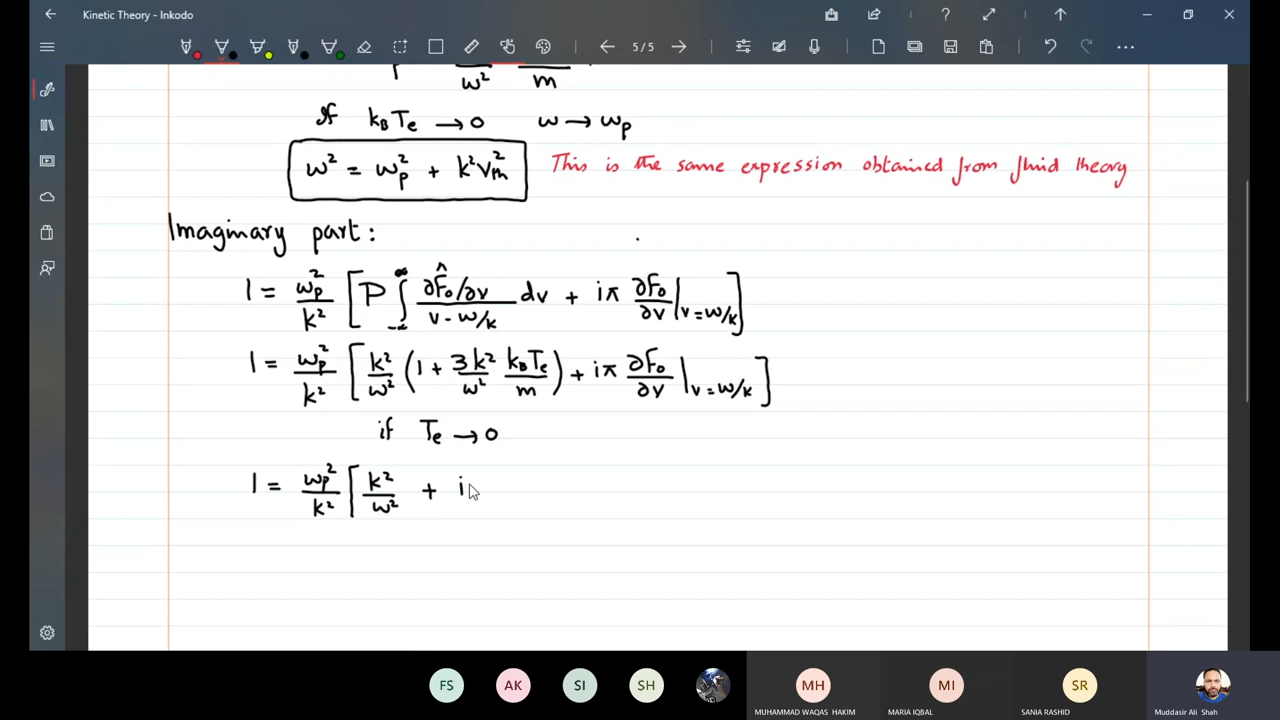 Kinetic Theory - Inkodo
5/5
p ω² m
If k_B T_e → 0 ω → ω_p
ω² = ω_p² + k² v_th² This is the same expression obtained from fluid theory
Imaginary part:
1 = ω_p²/k² [ P ∫_{-∞}^{∞} ∂F̂₀/∂v / (v - ω/k) dv + iπ ∂F₀/∂v |_{v = ω/k} ]
1 = ω_p²/k² [ k²/ω² ( 1 + 3k²/ω² k_B T_e/m ) + iπ ∂F₀/∂v |_{v = ω/k} ]
if T_e → 0
1 = ω_p²/k² [ k²/ω² + i
FS AK SI SH MH MI SR
MUHAMMAD WAQAS HAKIM MARIA IQBAL SANIA RASHID Muddasir Ali Shah